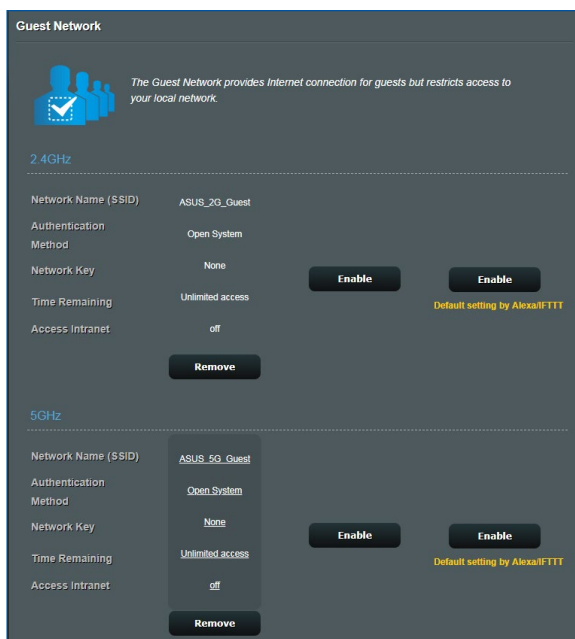 Guest Network
The Guest Network provides Internet connection for guests but restricts access to
your local network.
2.4GHz
Network Name (SSID) ASUS_2G_Guest
Authentication
Method
Open System
Network Key None
Time Remaining Unlimited access
Access Intranet off
Enable Enable
Default setting by Alexa/IFTTT
Remove
5GHz
Network Name (SSID) ASUS_5G_Guest
Authentication
Method
Open System
Network Key None
Time Remaining Unlimited access
Access Intranet off
Enable Enable
Default setting by Alexa/IFTTT
Remove